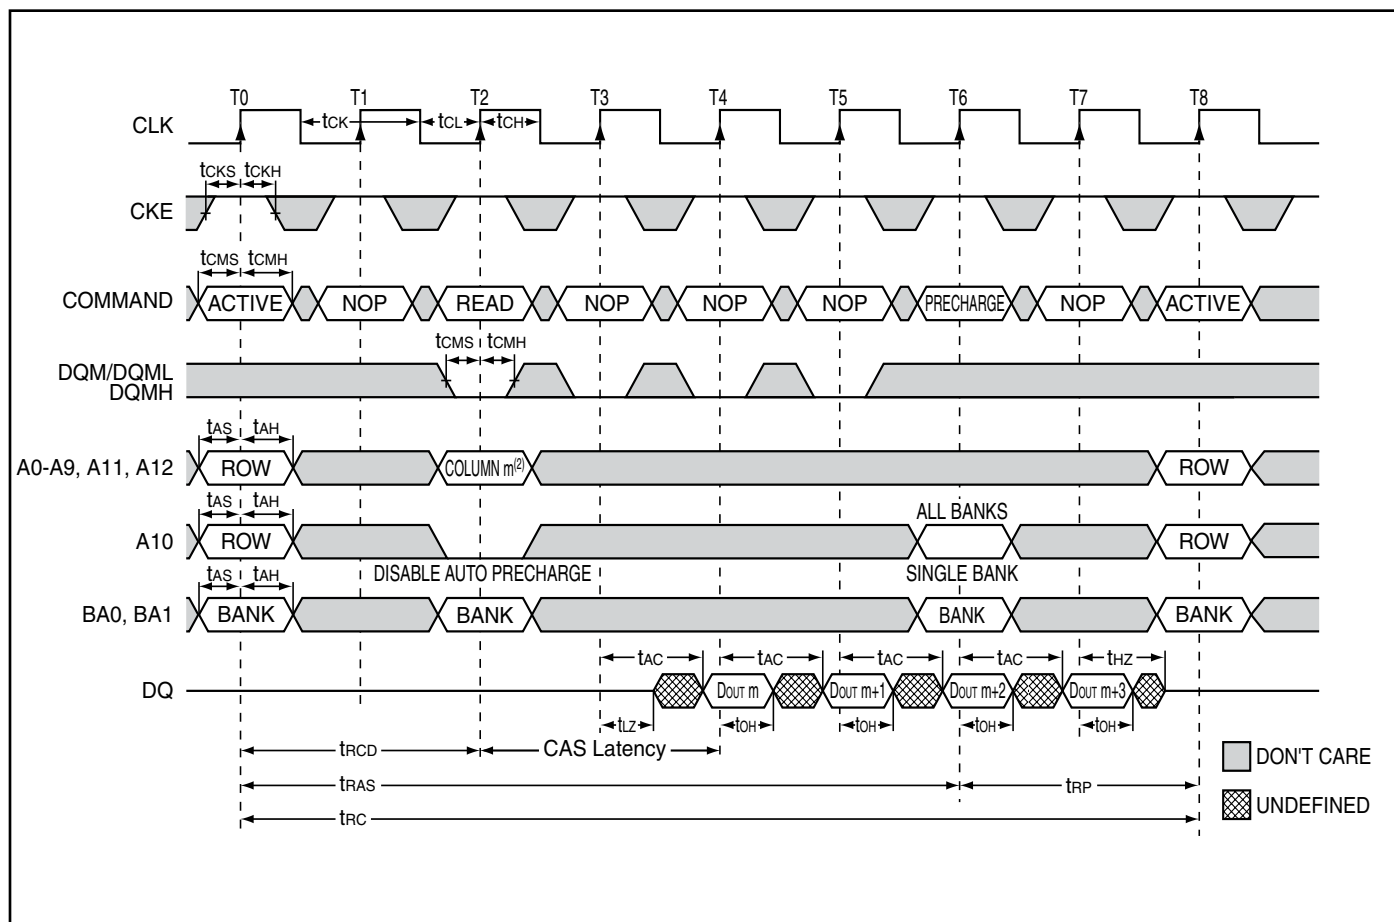 T0 T1 T2 T3 T4 T5 T6 T7 T8
CLK tCK tCL tCH
tCKS tCKH
CKE
tCMS tCMH
COMMAND ACTIVE NOP READ NOP NOP NOP PRECHARGE NOP ACTIVE
tCMS tCMH
DQM/DQML
DQMH
tAS tAH
A0-A9, A11, A12 ROW COLUMN m(2) ROW
tAS tAH ALL BANKS
A10 ROW ROW
DISABLE AUTO PRECHARGE SINGLE BANK
tAS tAH
BA0, BA1 BANK BANK BANK BANK
tAC tAC tAC tAC tHZ
DQ DOUT m DOUT m+1 DOUT m+2 DOUT m+3
tLZ tOH tOH tOH tOH
tRCD CAS Latency
DON'T CARE
tRAS tRP
UNDEFINED
tRC